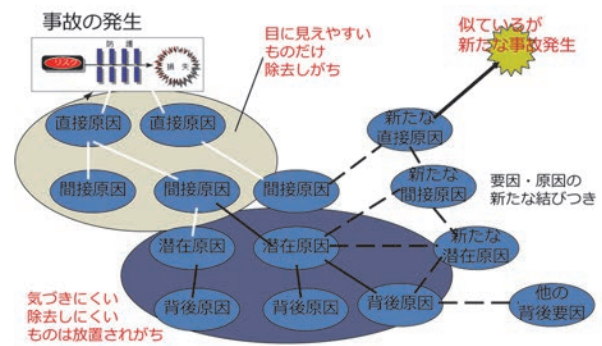 事故の発生
防護
リスク
損失
目に見えやすい
ものだけ
除去しがち
似ているが
新たな事故発生
直接原因
直接原因
新たな
直接原因
間接原因
間接原因
間接原因
新たな
間接原因
要因・原因の
新たな結びつき
潜在原因
潜在原因
新たな
潜在原因
気づきにくい
除去しにくい
ものは放置されがち
背後原因
背後原因
背後原因
他の
背後要因